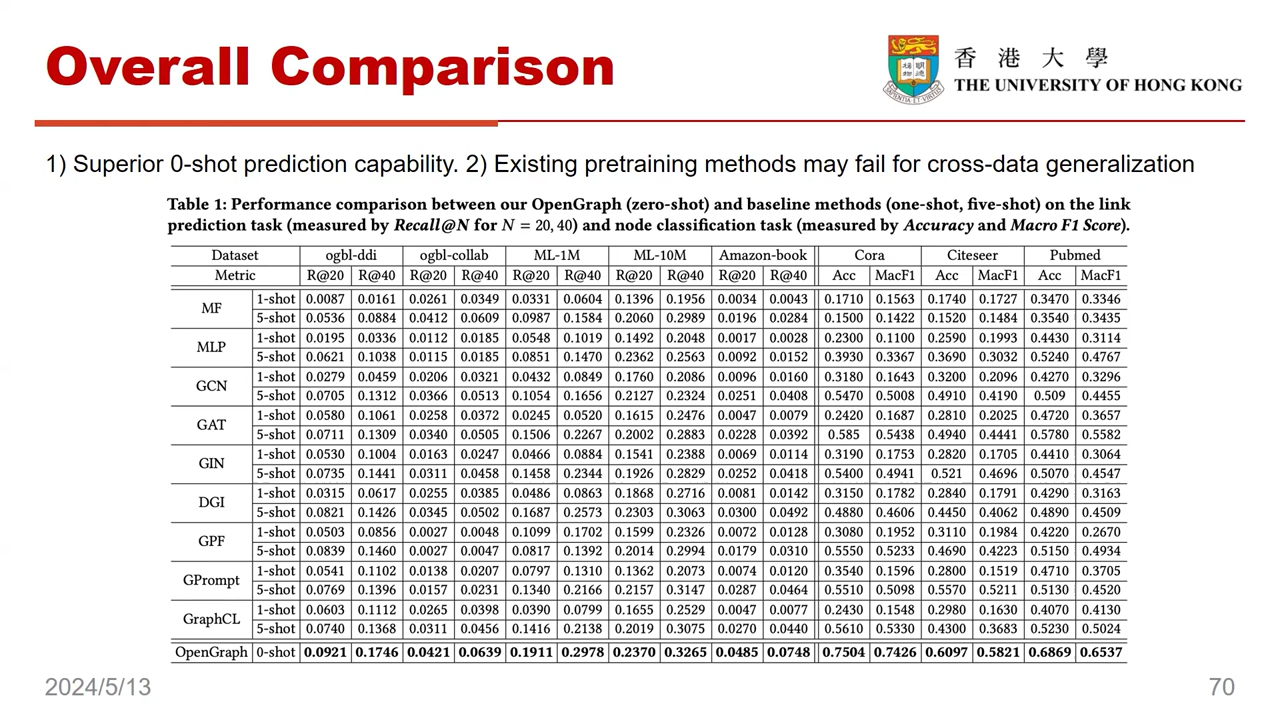 Overall Comparison
香港大學
THE UNIVERSITY OF HONG KONG
1) Superior 0-shot prediction capability. 2) Existing pretraining methods may fail for cross-data generalization
Table 1: Performance comparison between our OpenGraph (zero-shot) and baseline methods (one-shot, five-shot) on the link
prediction task (measured by Recall@N for N = 20, 40) and node classification task (measured by Accuracy and Macro F1 Score).
Dataset ogbl-ddi ogbl-collab ML-1M ML-10M Amazon-book Cora Citeseer Pubmed
Metric R@20 R@40 R@20 R@40 R@20 R@40 R@20 R@40 R@20 R@40 Acc MacF1 Acc MacF1 Acc MacF1
MF
1-shot 0.0087 0.0161 0.0261 0.0349 0.0331 0.0604 0.1396 0.1956 0.0034 0.0043 0.1710 0.1563 0.1740 0.1727 0.3470 0.3346
5-shot 0.0536 0.0884 0.0412 0.0609 0.0987 0.1584 0.2060 0.2989 0.0196 0.0284 0.1500 0.1422 0.1520 0.1484 0.3540 0.3435
MLP
1-shot 0.0195 0.0336 0.0112 0.0185 0.0548 0.1019 0.1492 0.2048 0.0017 0.0028 0.2300 0.1100 0.2590 0.1993 0.4430 0.3114
5-shot 0.0621 0.1038 0.0115 0.0185 0.0851 0.1470 0.2362 0.2563 0.0092 0.0152 0.3930 0.3367 0.3690 0.3032 0.5240 0.4767
GCN
1-shot 0.0279 0.0459 0.0206 0.0321 0.0432 0.0849 0.1760 0.2086 0.0096 0.0160 0.3180 0.1643 0.3200 0.2096 0.4270 0.3296
5-shot 0.0705 0.1312 0.0366 0.0513 0.1054 0.1656 0.2127 0.2324 0.0251 0.0408 0.5470 0.5008 0.4910 0.4190 0.509 0.4455
GAT
1-shot 0.0580 0.1061 0.0258 0.0372 0.0245 0.0520 0.1615 0.2476 0.0047 0.0079 0.2420 0.1687 0.2810 0.2025 0.4720 0.3657
5-shot 0.0711 0.1309 0.0340 0.0505 0.1506 0.2267 0.2002 0.2883 0.0228 0.0392 0.585 0.5438 0.4940 0.4441 0.5780 0.5582
GIN
1-shot 0.0530 0.1004 0.0163 0.0247 0.0466 0.0884 0.1541 0.2388 0.0069 0.0114 0.3190 0.1753 0.2820 0.1705 0.4410 0.3064
5-shot 0.0735 0.1441 0.0311 0.0458 0.1458 0.2344 0.1926 0.2829 0.0252 0.0418 0.5400 0.4941 0.521 0.4696 0.5070 0.4547
DGI
1-shot 0.0315 0.0617 0.0255 0.0385 0.0486 0.0863 0.1868 0.2716 0.0081 0.0142 0.3150 0.1782 0.2840 0.1791 0.4290 0.3163
5-shot 0.0821 0.1426 0.0345 0.0502 0.1687 0.2573 0.2303 0.3063 0.0300 0.0492 0.4880 0.4606 0.4450 0.4062 0.4890 0.4509
GPF
1-shot 0.0503 0.0856 0.0027 0.0048 0.1099 0.1702 0.1599 0.2326 0.0072 0.0128 0.3080 0.1952 0.3110 0.1984 0.4220 0.2670
5-shot 0.0839 0.1460 0.0027 0.0047 0.0817 0.1392 0.2014 0.2994 0.0179 0.0310 0.5550 0.5233 0.4690 0.4223 0.5150 0.4934
GPrompt
1-shot 0.0541 0.1102 0.0138 0.0207 0.0797 0.1310 0.1362 0.2073 0.0074 0.0120 0.3540 0.1596 0.2800 0.1519 0.4710 0.3705
5-shot 0.0769 0.1396 0.0157 0.0231 0.1340 0.2166 0.2157 0.3147 0.0287 0.0464 0.5510 0.5098 0.5570 0.5211 0.5130 0.4520
GraphCL
1-shot 0.0603 0.1112 0.0265 0.0398 0.0390 0.0799 0.1655 0.2529 0.0047 0.0077 0.2430 0.1548 0.2980 0.1630 0.4070 0.4130
5-shot 0.0740 0.1368 0.0311 0.0456 0.1416 0.2138 0.2019 0.3075 0.0270 0.0440 0.5610 0.5330 0.4300 0.3683 0.5230 0.5024
OpenGraph 0-shot 0.0921 0.1746 0.0421 0.0639 0.1911 0.2978 0.2370 0.3265 0.0485 0.0748 0.7504 0.7426 0.6097 0.5821 0.6869 0.6537
2024/5/13
70